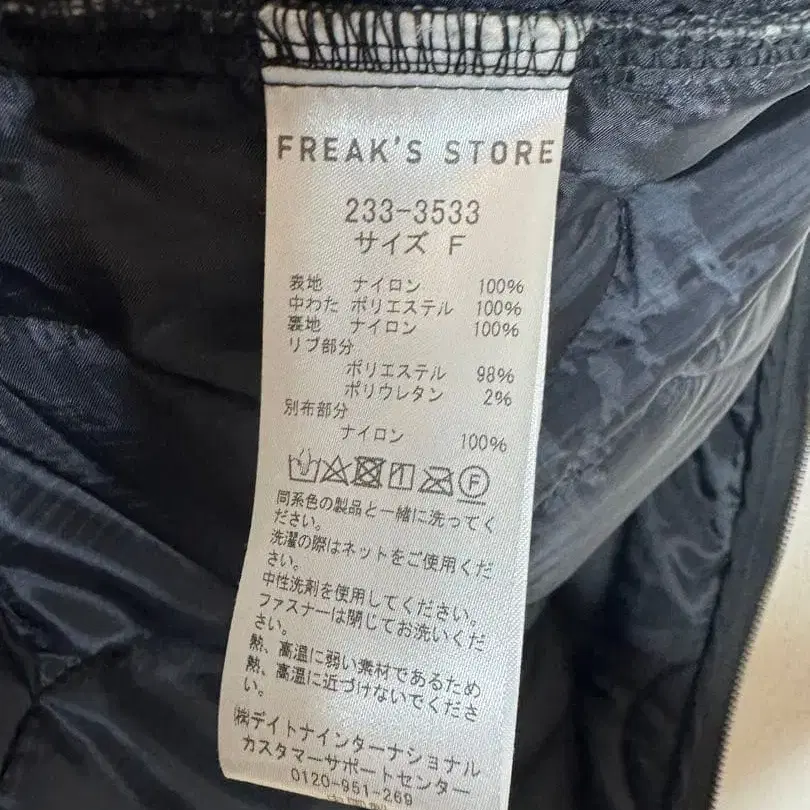 FREAK'S STORE
233-3533
サイズ F
表地 ナイロン 100%
中わた ポリエステル 100%
裏地 ナイロン 100%
リブ部分
ポリエステル 98%
ポリウレタン 2%
別布部分
ナイロン 100%
F
同系色の製品と一緒に洗ってく
ださい。
洗濯の際はネットをご使用くだ
さい。
中性洗剤を使用してください。
ファスナーは閉じてお洗いくだ
さい。
熱、高温に弱い素材であるため
熱、高温に近づけないでくださ
い。
㈱デイトナインターナショナル
カスタマーサポートセンター
0120-951-269